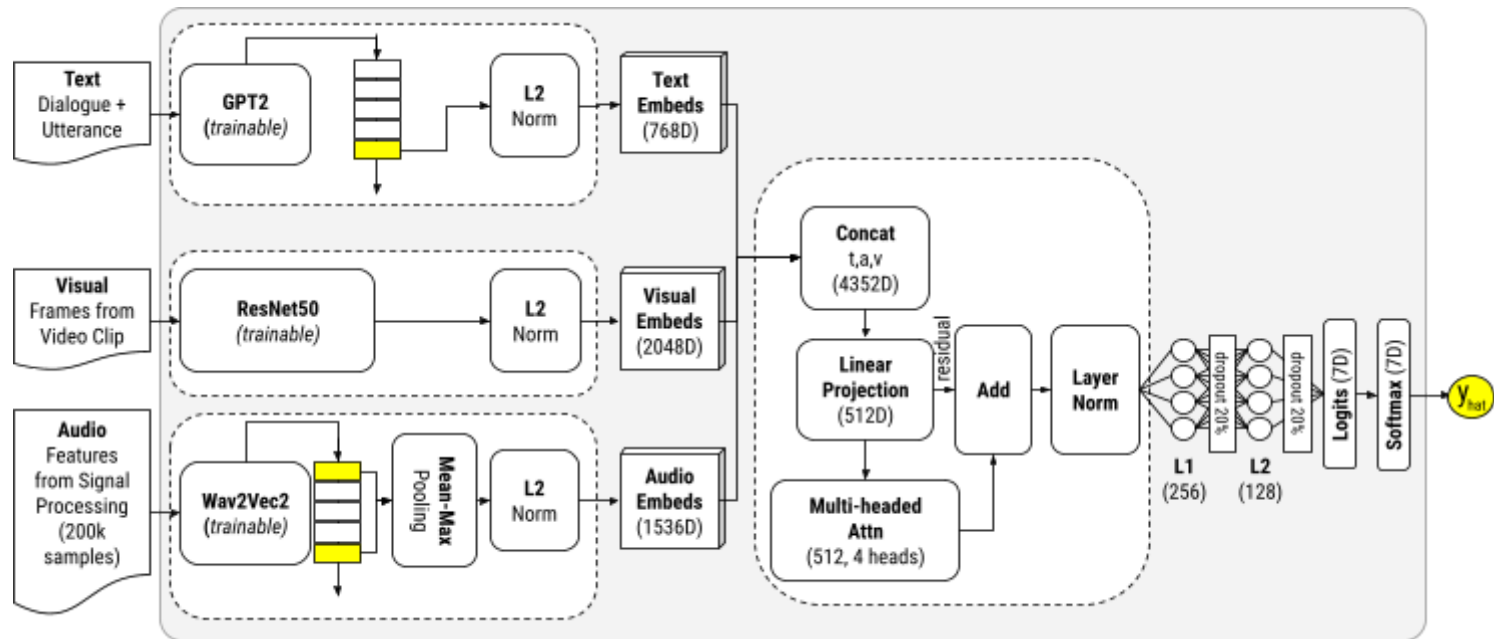 Text
Dialogue +
Utterance
GPT2
(trainable)
L2
Norm
Text
Embeds
(768D)
Visual
Frames from
Video Clip
ResNet50
(trainable)
L2
Norm
Visual
Embeds
(2048D)
Audio
Features
from Signal
Processing
(200k
samples)
Wav2Vec2
(trainable)
Mean-Max
Pooling
L2
Norm
Audio
Embeds
(1536D)
Concat
t,a,v
(4352D)
Linear
Projection
(512D)
residual
Add
Layer
Norm
Multi-headed
Attn
(512, 4 heads)
dropout 20%
dropout 20%
L1
(256)
L2
(128)
Logits (7D)
Softmax (7D)
yhat